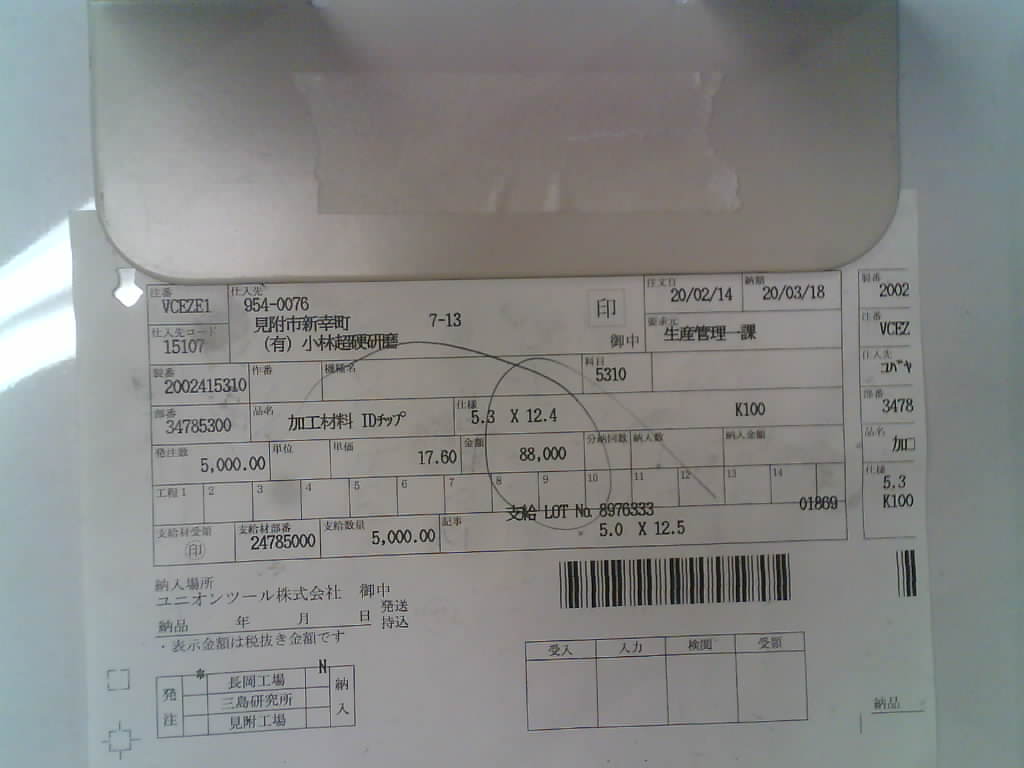 注番 仕入先 注文日 納期 製番
VCEZE1 954-0076 印 20/02/14 20/03/18 2002
見附市新幸町 7-13 注番
仕入先コード (有) 小林超硬研磨 御中 要求元 生産管理一課 VCEZ
15107 仕入先
製番 作番 機種名 科目 コバヤ
2002415310 5310 部番
部番 品名 仕様 3478
34785300 加工材料 IDチップ 5.3 X 12.4 K100 品名
発注数 単位 単価 金額 分納回数 納入数 納入金額 加工
5,000.00 17.60 88,000 仕様
工程1 2 3 4 5 6 7 8 9 10 11 12 13 14 5.3
支給 LOT No. 8976333 01869 K100
支給材受領 支給材部番 支給数量 記事
印 24785000 5,000.00 5.0 X 12.5
納入場所
ユニオンツール株式会社 御中
納品 年 月 日 発送
持込
・表示金額は税抜き金額です
受入 入力 検閲 受領
発注 * 長岡工場 N 納入
三島研究所
見附工場
納品